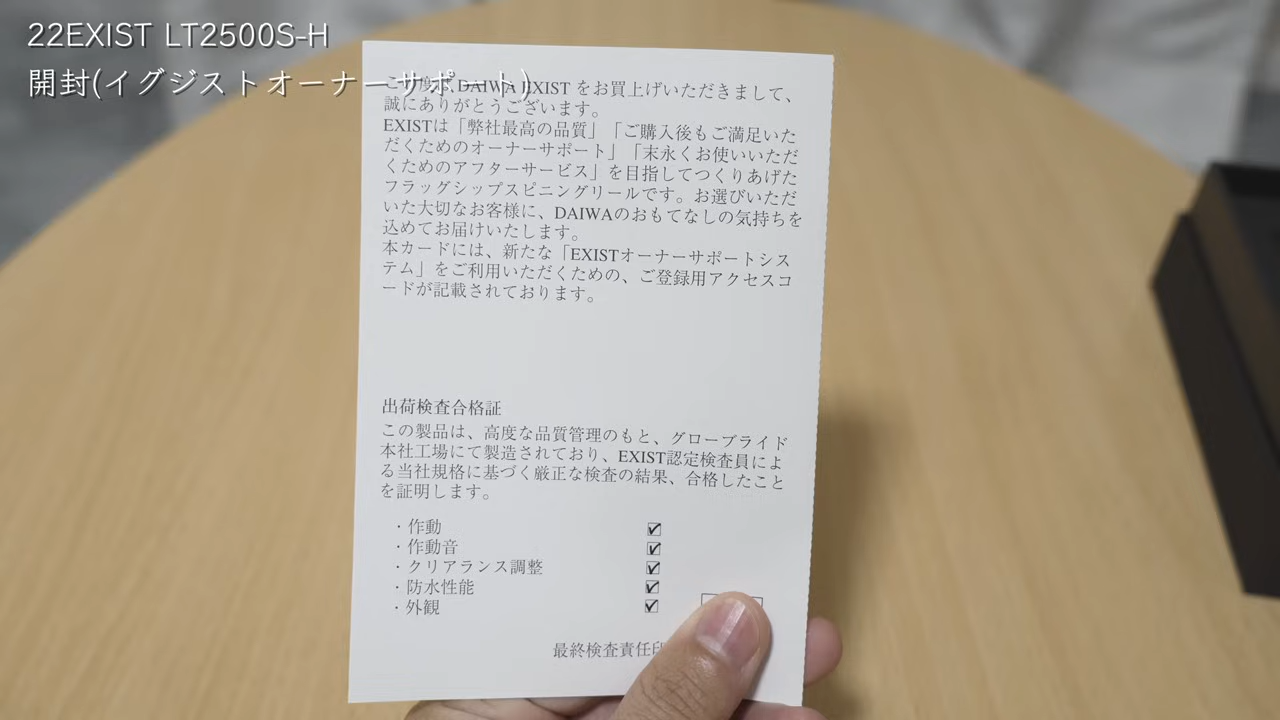 22EXIST LT2500S-H
開封(イグジストオーナーサポート)
この度は DAIWA EXIST をお買上げいただきまして、
誠にありがとうございます。
EXISTは「弊社最高の品質」「ご購入後もご満足いた
だくためのオーナーサポート」「末永くお使いいただ
くためのアフターサービス」を目指してつくりあげた
フラッグシップスピニングリールです。お選びいただ
いた大切なお客様に、DAIWAのおもてなしの気持ちを
込めてお届けいたします。
本カードには、新たな「EXISTオーナーサポートシス
テム」をご利用いただくための、ご登録用アクセスコ
ードが記載されております。
出荷検査合格証
この製品は、高度な品質管理のもと、グローブライド
本社工場にて製造されており、EXIST認定検査員によ
る当社規格に基づく厳正な検査の結果、合格したこと
を証明します。
・作動 ☑
・作動音 ☑
・クリアランス調整 ☑
・防水性能 ☑
・外観 ☑
最終検査責任印